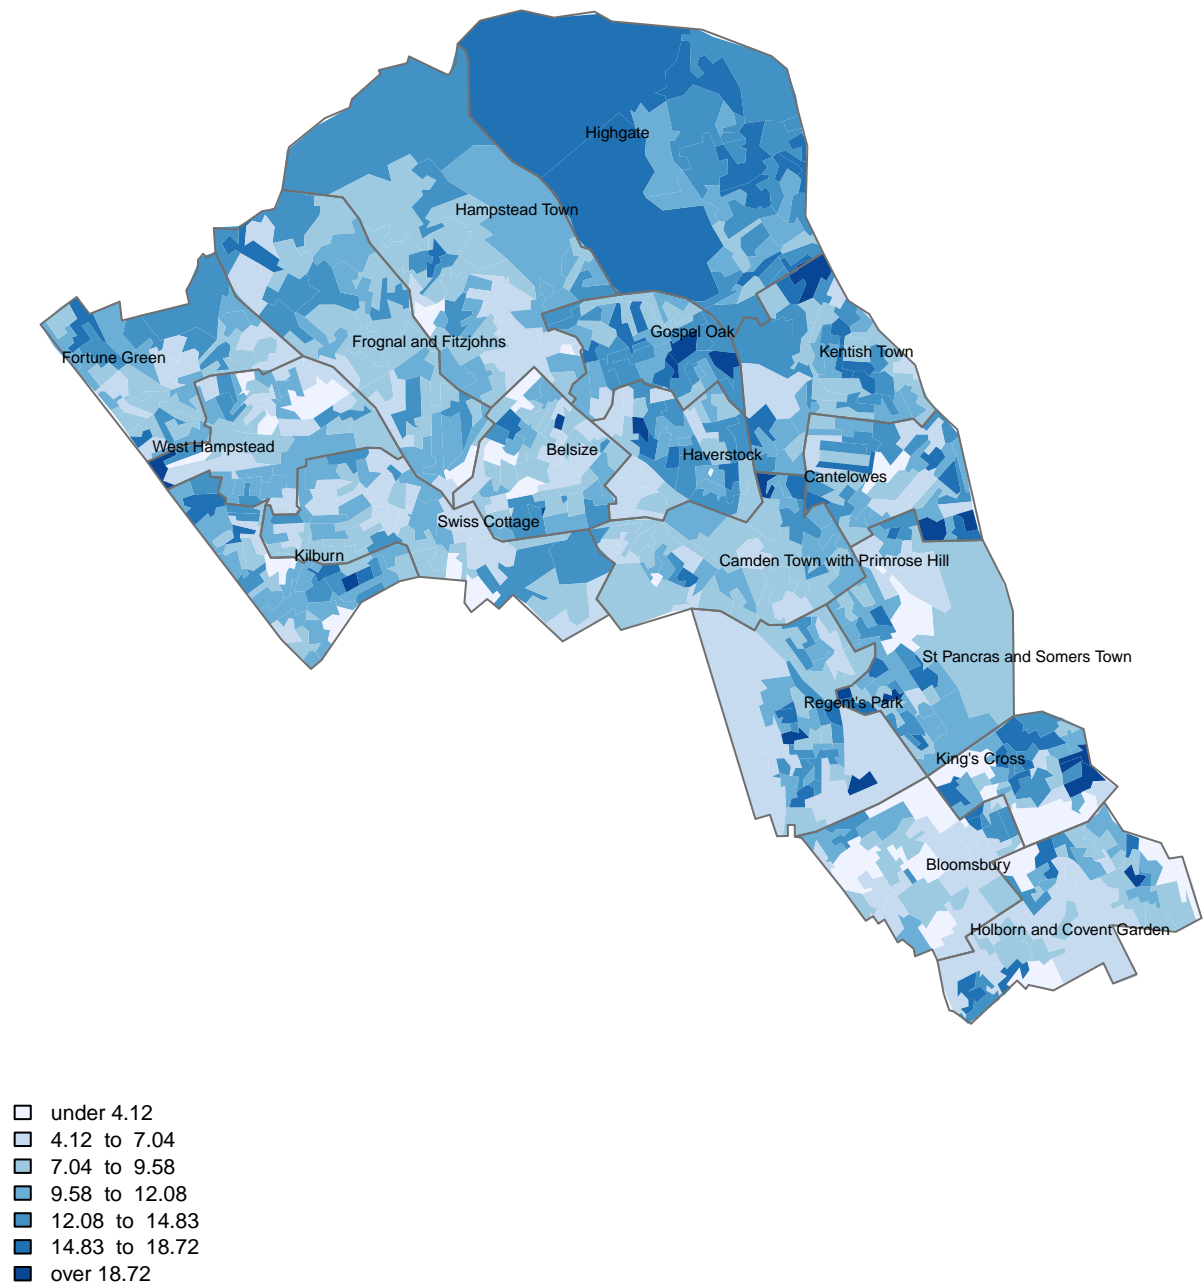 Highgate
Hampstead Town
Gospel Oak
Frognal and Fitzjohns
Kentish Town
Fortune Green
West Hampstead
Belsize
Haverstock
Cantelowes
Swiss Cottage
Kilburn
Camden Town with Primrose Hill
St Pancras and Somers Town
Regent's Park
King's Cross
Bloomsbury
Holborn and Covent Garden
under 4.12
4.12 to 7.04
7.04 to 9.58
9.58 to 12.08
12.08 to 14.83
14.83 to 18.72
over 18.72